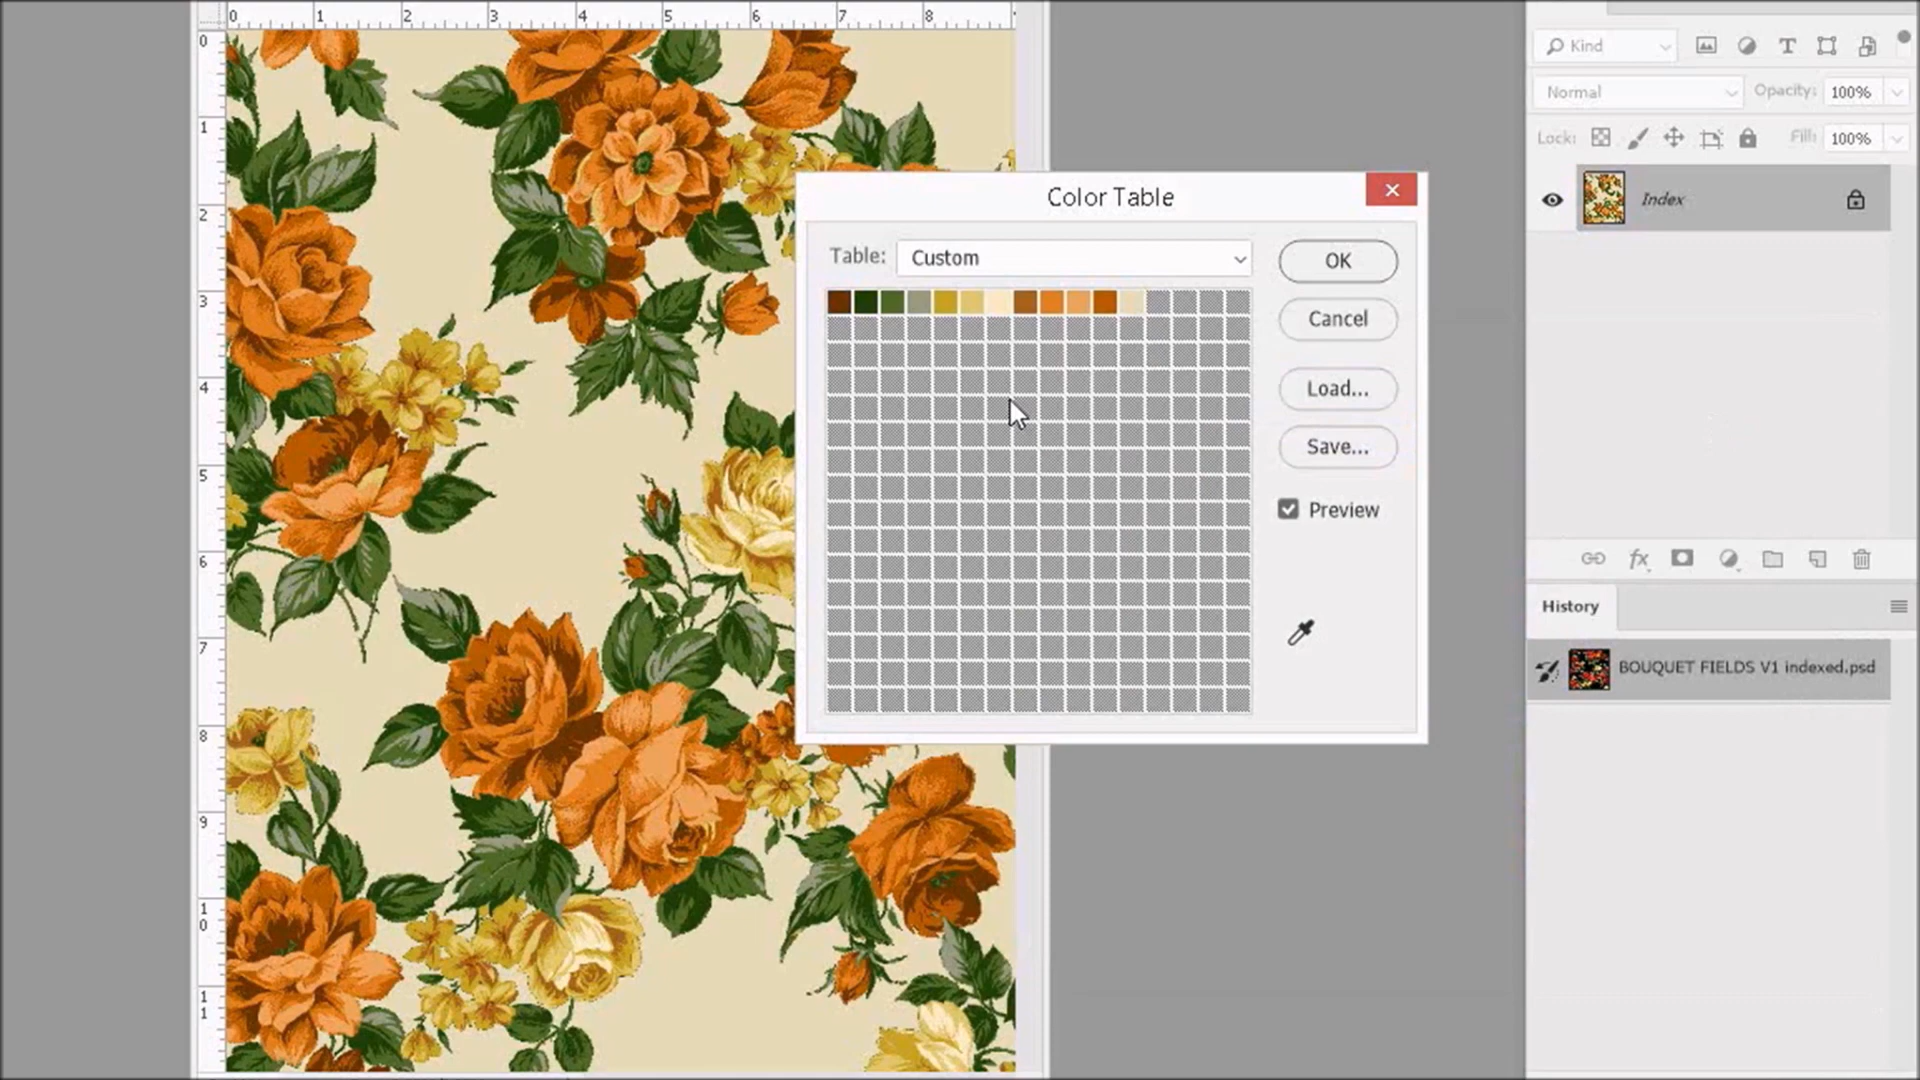 0 1 2 3 4 5 6 7 8
0
1
2
3
4
5
6
7
8
9
1
0
1
1
Kind
Normal
Opacity: 100%
Lock:
Fill: 100%
Index
Color Table
Table: Custom
OK
Cancel
Load...
Save...
Preview
History
BOUQUET FIELDS V1 indexed.psd